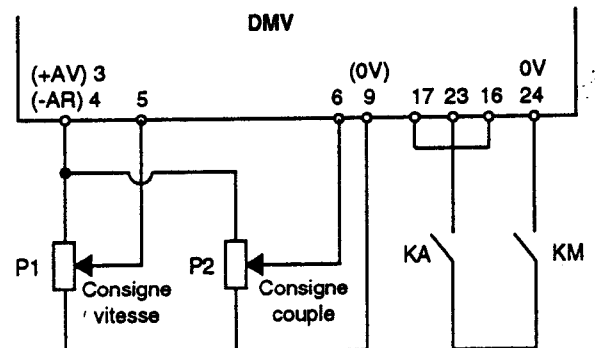 DMV
(+AV) 3
(-AR) 4
5
6
(0V)
9
17
23
16
0V
24
P1
Consigne
vitesse
P2
Consigne
couple
KA
KM